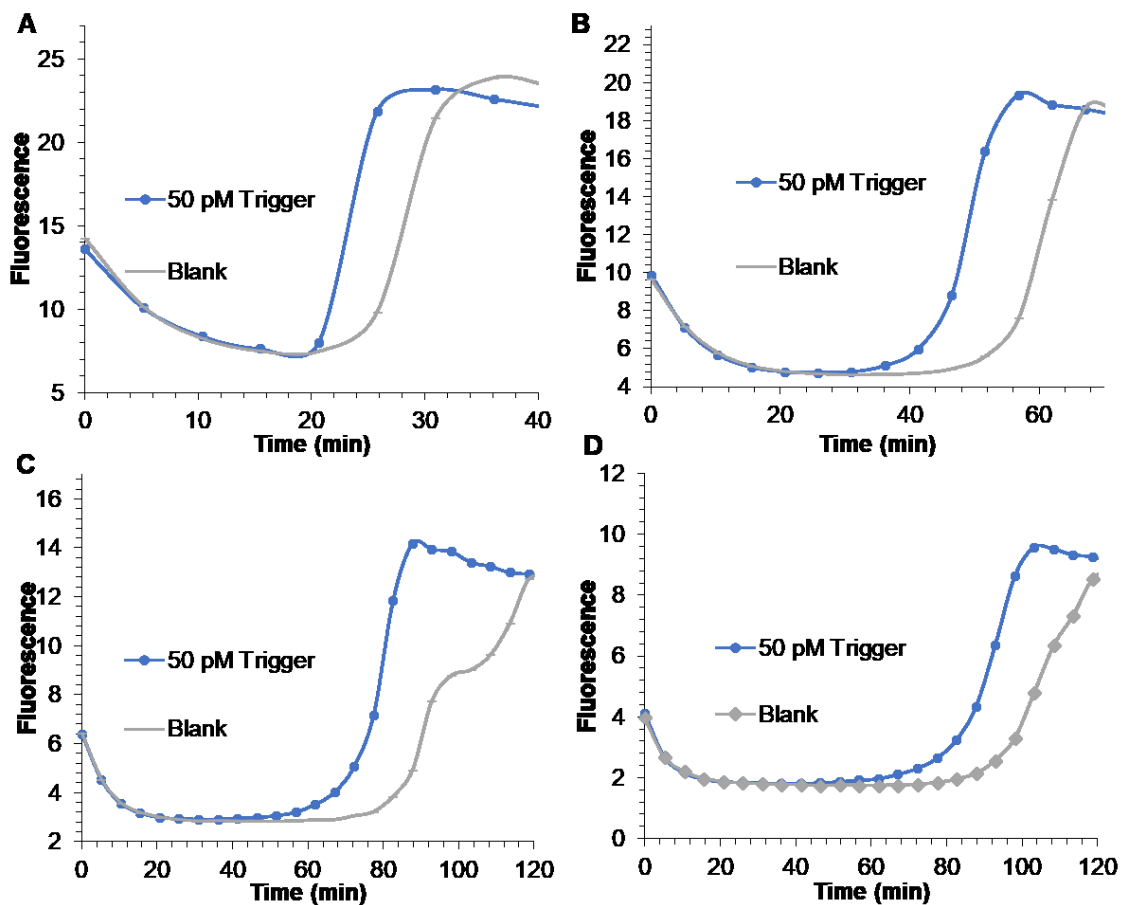 A
Fluorescence
25
20
15
10
5
50 pM Trigger
Blank
0 10 20 30 40
Time (min)
B
Fluorescence
22
20
18
16
14
12
10
8
6
4
50 pM Trigger
Blank
0 20 40 60
Time (min)
C
Fluorescence
16
14
12
10
8
6
4
2
50 pM Trigger
Blank
0 20 40 60 80 100 120
Time (min)
D
Fluorescence
12
10
8
6
4
2
0
50 pM Trigger
Blank
0 20 40 60 80 100 120
Time (min)